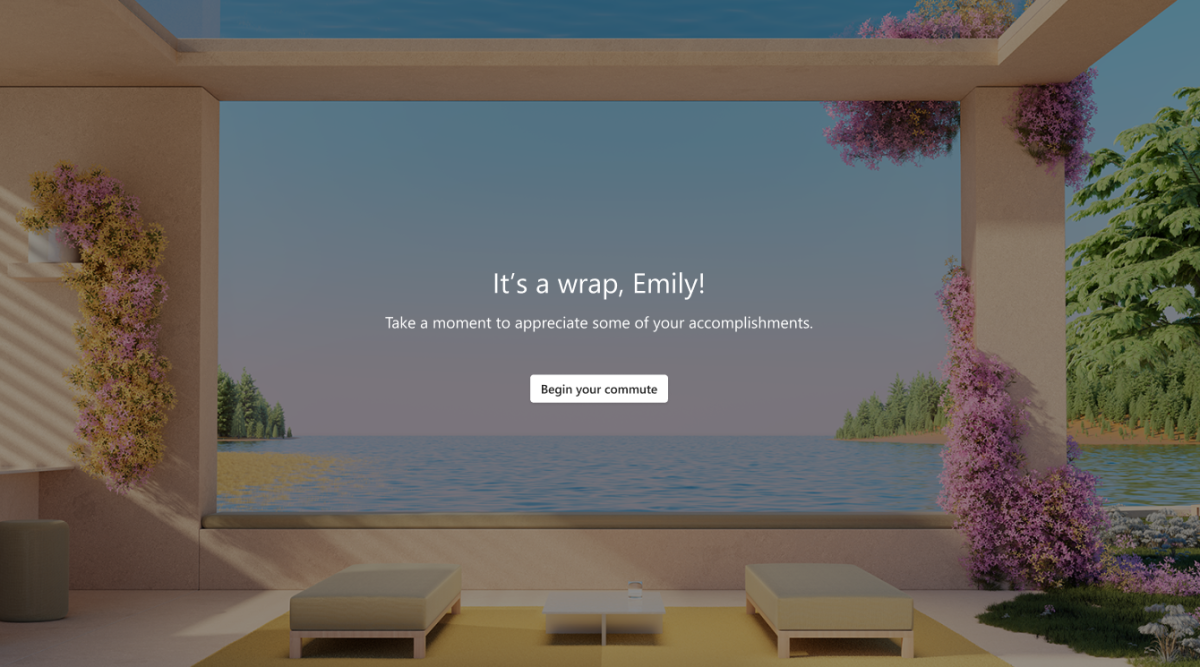 It’s a wrap, Emily!
Take a moment to appreciate some of your accomplishments.
Begin your commute